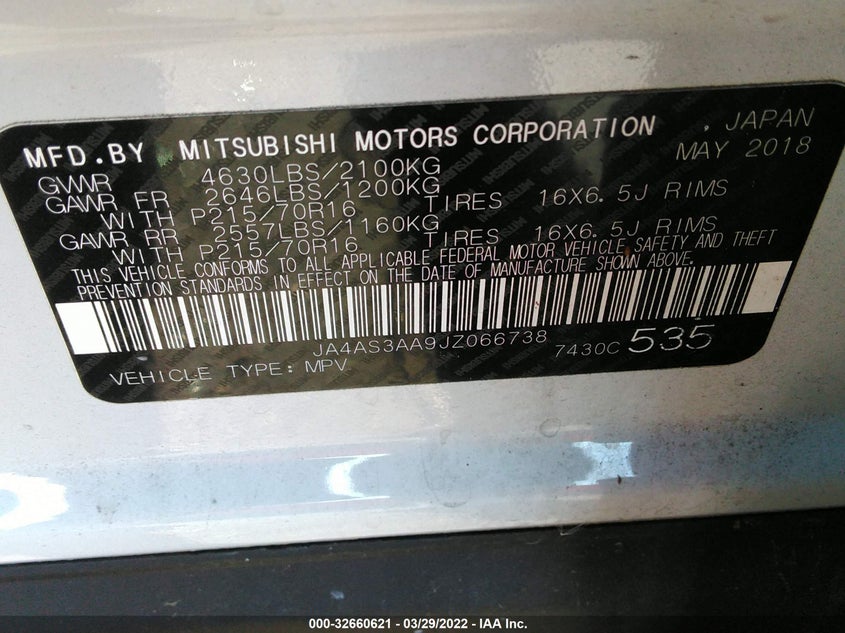 MFD.BY MITSUBISHI MOTORS CORPORATION , JAPAN
GVWR 4630LBS/2100KG MAY 2018
GAWR FR 2646LBS/1200KG
WITH P215/70R16 TIRES 16X6.5J RIMS
GAWR RR 2557LBS/1160KG
WITH P215/70R16 TIRES 16X6.5J RIMS
THIS VEHICLE CONFORMS TO ALL APPLICABLE FEDERAL MOTOR VEHICLE SAFETY AND THEFT
PREVENTION STANDARDS IN EFFECT ON THE DATE OF MANUFACTURE SHOWN ABOVE.
JA4AS3AA9JZ066738 7430C 535
VEHICLE TYPE: MPV
000-32660621 — 03/29/2022 — IAA Inc.